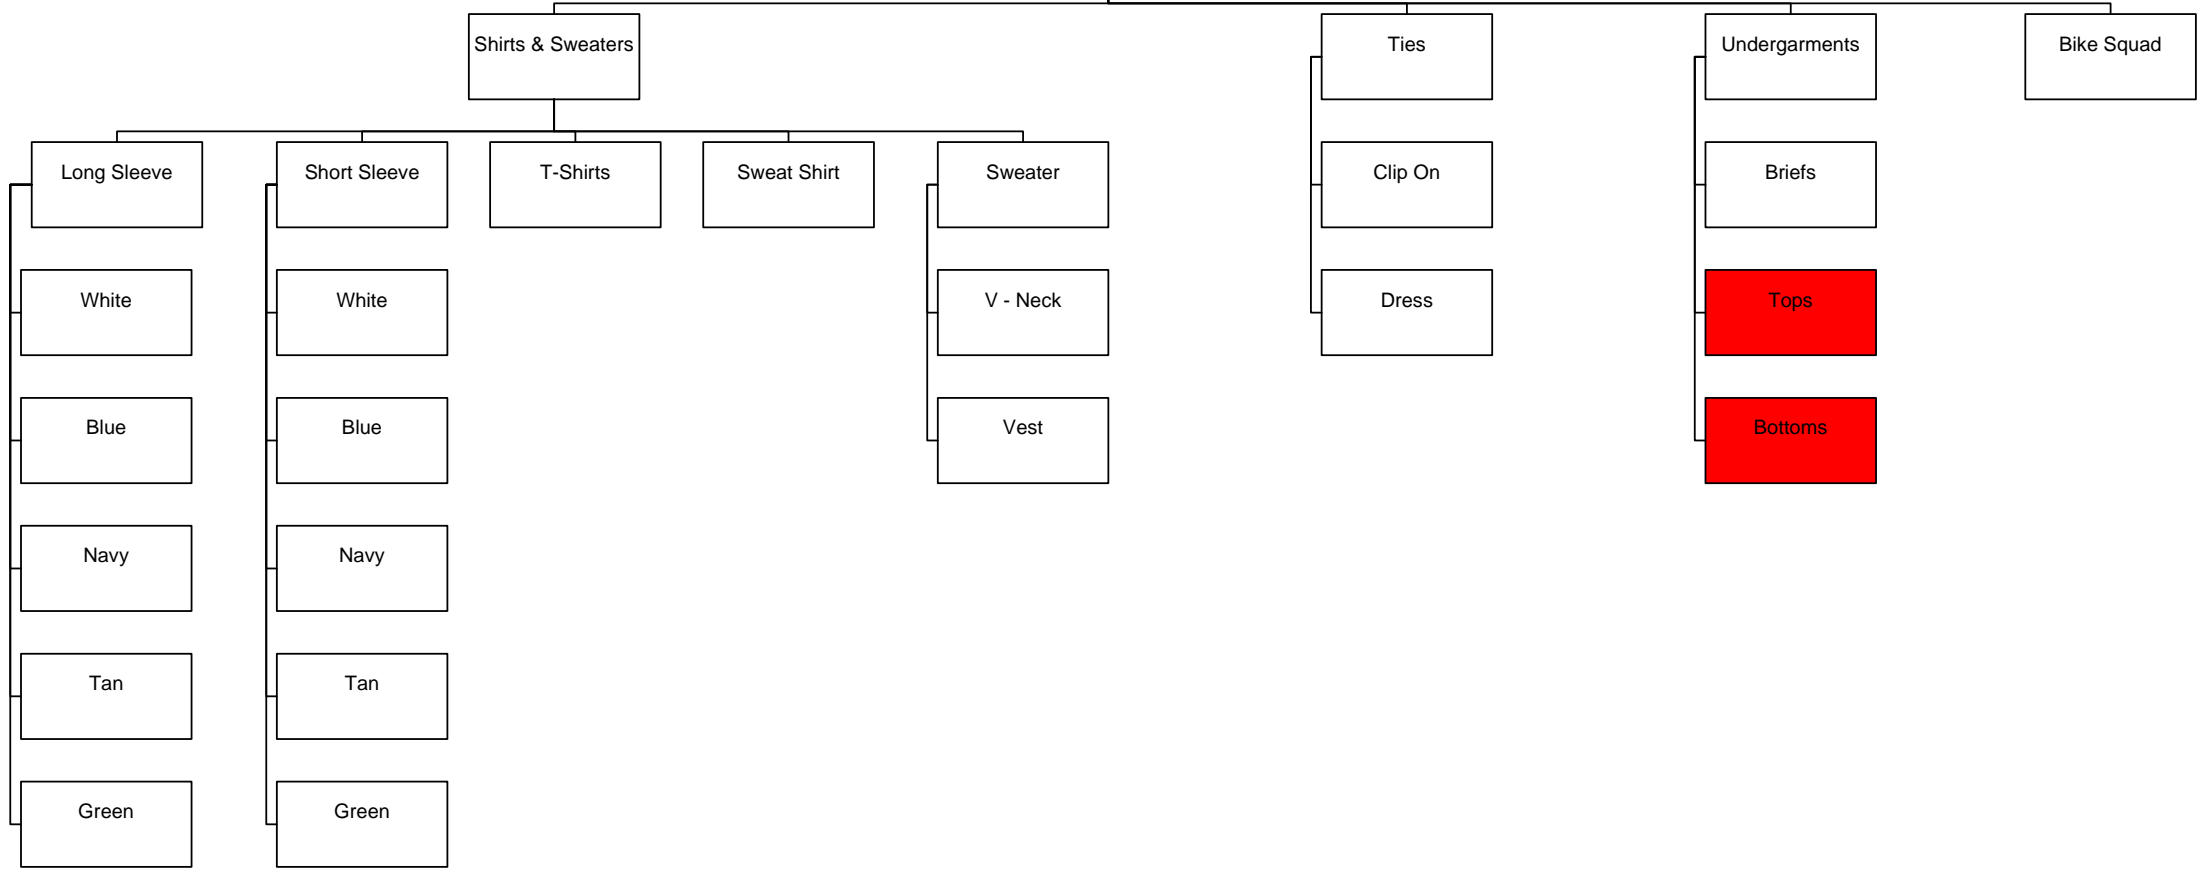 Shirts & Sweaters
Ties
Undergarments
Bike Squad
Long Sleeve
Short Sleeve
T-Shirts
Sweat Shirt
Sweater
Clip On
Briefs
White
White
V - Neck
Dress
Tops
Blue
Blue
Vest
Bottoms
Navy
Navy
Tan
Tan
Green
Green